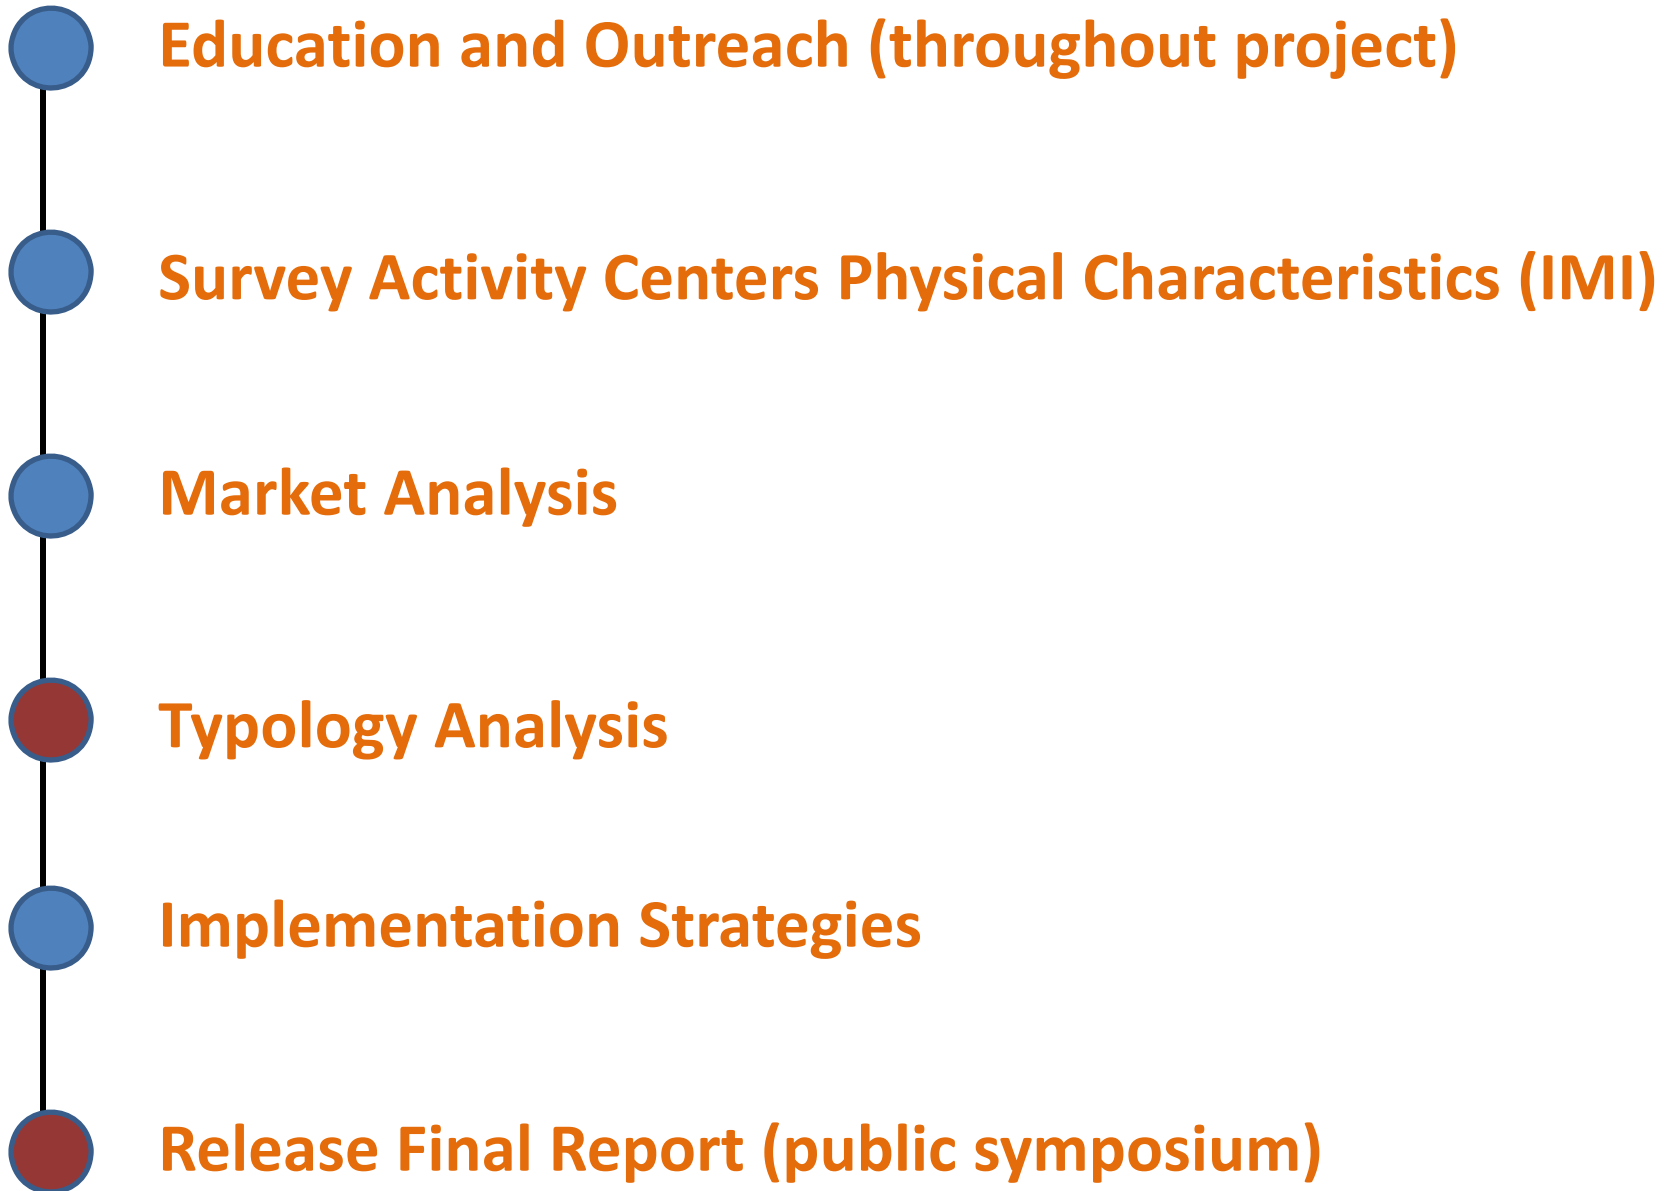 Education and Outreach (throughout project)
Survey Activity Centers Physical Characteristics (IMI)
Market Analysis
Typology Analysis
Implementation Strategies
Release Final Report (public symposium)